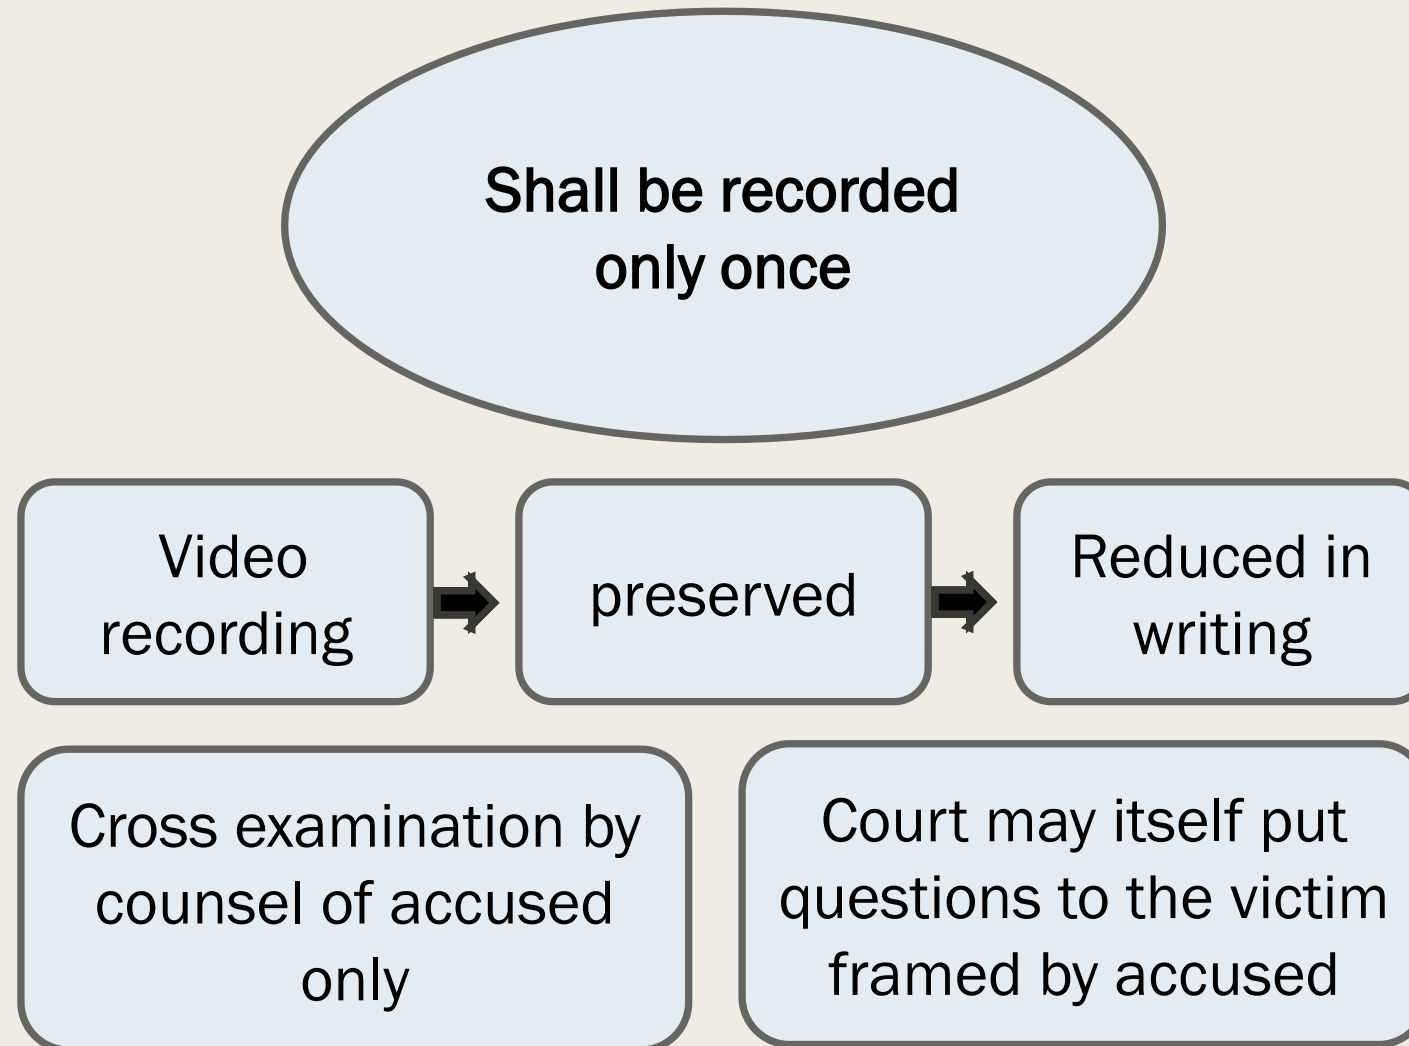 Shall be recorded
only once
Video
recording
preserved
Reduced in
writing
Cross examination by
counsel of accused
only
Court may itself put
questions to the victim
framed by accused